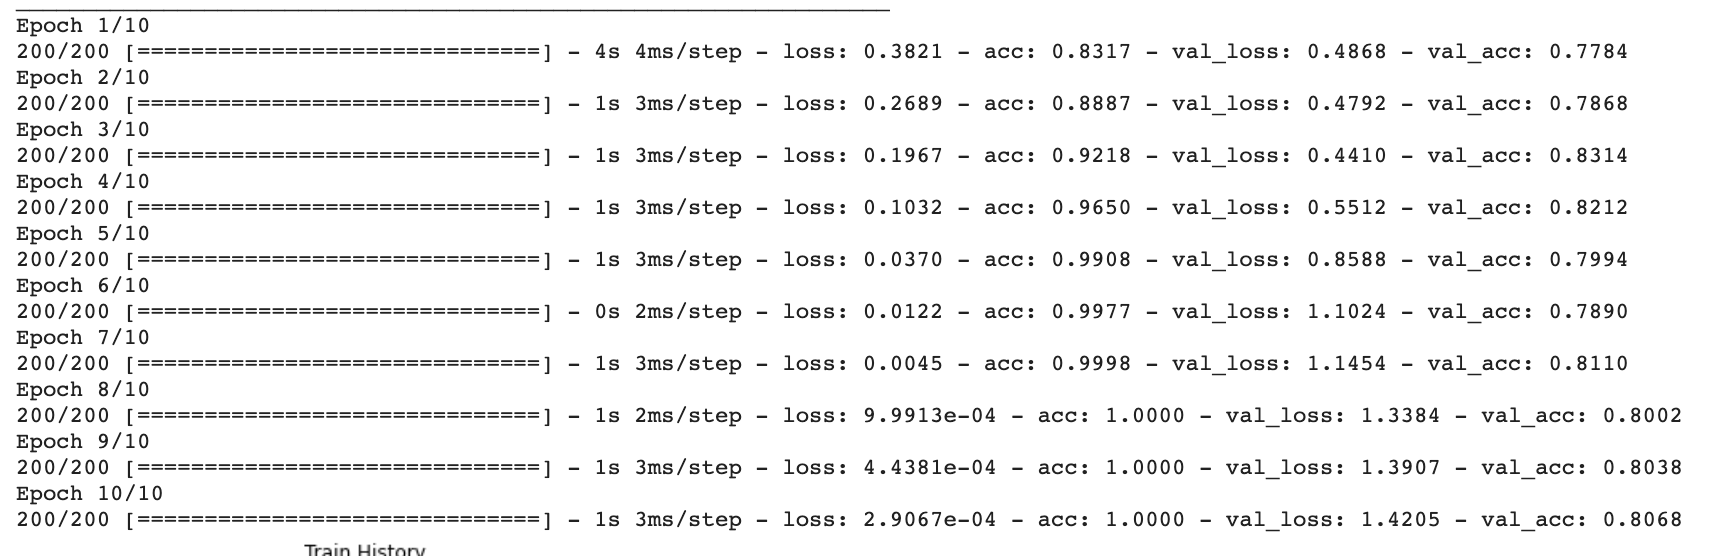 Epoch 1/10
200/200 [==============================] - 4s 4ms/step - loss: 0.3821 - acc: 0.8317 - val_loss: 0.4868 - val_acc: 0.7784
Epoch 2/10
200/200 [==============================] - 1s 3ms/step - loss: 0.2689 - acc: 0.8887 - val_loss: 0.4792 - val_acc: 0.7868
Epoch 3/10
200/200 [==============================] - 1s 3ms/step - loss: 0.1967 - acc: 0.9218 - val_loss: 0.4410 - val_acc: 0.8314
Epoch 4/10
200/200 [==============================] - 1s 3ms/step - loss: 0.1032 - acc: 0.9650 - val_loss: 0.5512 - val_acc: 0.8212
Epoch 5/10
200/200 [==============================] - 1s 3ms/step - loss: 0.0370 - acc: 0.9908 - val_loss: 0.8588 - val_acc: 0.7994
Epoch 6/10
200/200 [==============================] - 0s 2ms/step - loss: 0.0122 - acc: 0.9977 - val_loss: 1.1024 - val_acc: 0.7890
Epoch 7/10
200/200 [==============================] - 1s 3ms/step - loss: 0.0045 - acc: 0.9998 - val_loss: 1.1454 - val_acc: 0.8110
Epoch 8/10
200/200 [==============================] - 1s 2ms/step - loss: 9.9913e-04 - acc: 1.0000 - val_loss: 1.3384 - val_acc: 0.8002
Epoch 9/10
200/200 [==============================] - 1s 3ms/step - loss: 4.4381e-04 - acc: 1.0000 - val_loss: 1.3907 - val_acc: 0.8038
Epoch 10/10
200/200 [==============================] - 1s 3ms/step - loss: 2.9067e-04 - acc: 1.0000 - val_loss: 1.4205 - val_acc: 0.8068
Train History